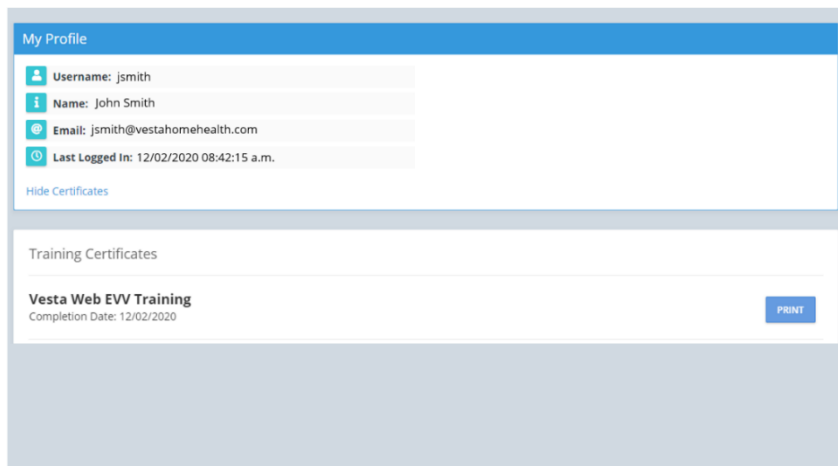 My Profile
Username: jsmith
Name: John Smith
Email: jsmith@vestahomehealth.com
Last Logged In: 12/02/2020 08:42:15 a.m.
Hide Certificates
Training Certificates
Vesta Web EVV Training
Completion Date: 12/02/2020
PRINT